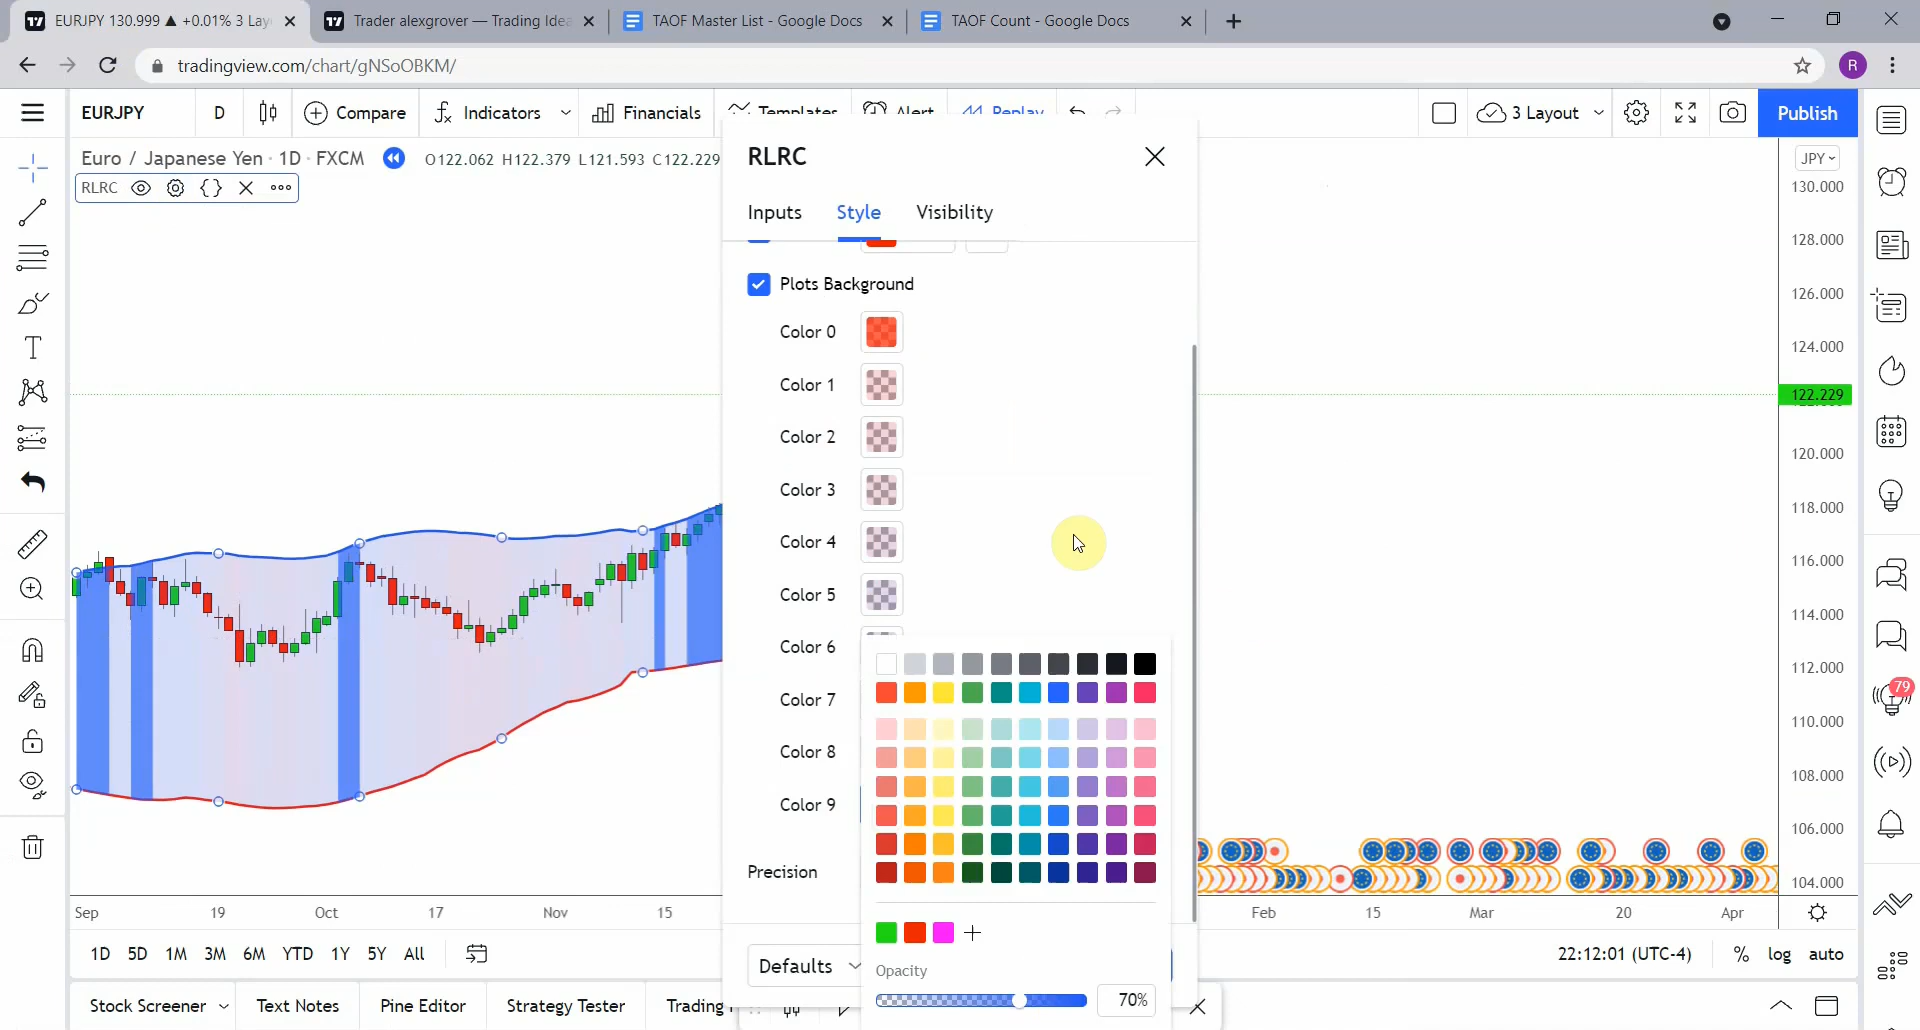 EURJPY 130.999 ▲ +0.01% 3 Lay
Trader alexgrover — Trading Idea
TAOF Master List - Google Docs
TAOF Count - Google Docs
tradingview.com/chart/gNSoOBKM/
R
EURJPY
D
Compare
Indicators
Financials
Templates
Alert
Replay
3 Layout
Publish
Euro / Japanese Yen · 1D · FXCM
O122.062 H122.379 L121.593 C122.229
JPY
RLRC
RLRC
Inputs
Style
Visibility
Plots Background
Color 0
Color 1
Color 2
Color 3
Color 4
Color 5
Color 6
Color 7
Color 8
Color 9
Precision
Defaults
Opacity
70%
130.000
128.000
126.000
124.000
122.229
120.000
118.000
116.000
114.000
112.000
110.000
108.000
106.000
104.000
79
Sep 19 Oct 17 Nov 15
Feb 15 Mar 20 Apr
1D 5D 1M 3M 6M YTD 1Y 5Y All
22:12:01 (UTC-4)
% log auto
Stock Screener
Text Notes
Pine Editor
Strategy Tester
Trading